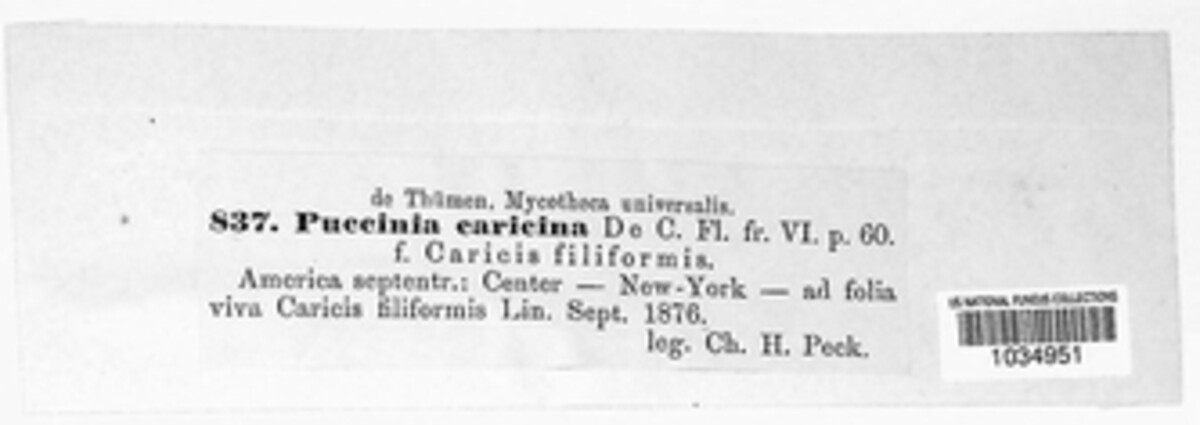 de Thümen, Mycotheca universalis.
837. Puccinia caricina De C. Fl. fr. VI. p. 60.
f. Caricis filiformis.
America septentr.: Center — New-York — ad folia
viva Caricis filiformis Lin. Sept. 1876.
leg. Ch. H. Peck.
US NATIONAL FUNGUS COLLECTIONS
1034951